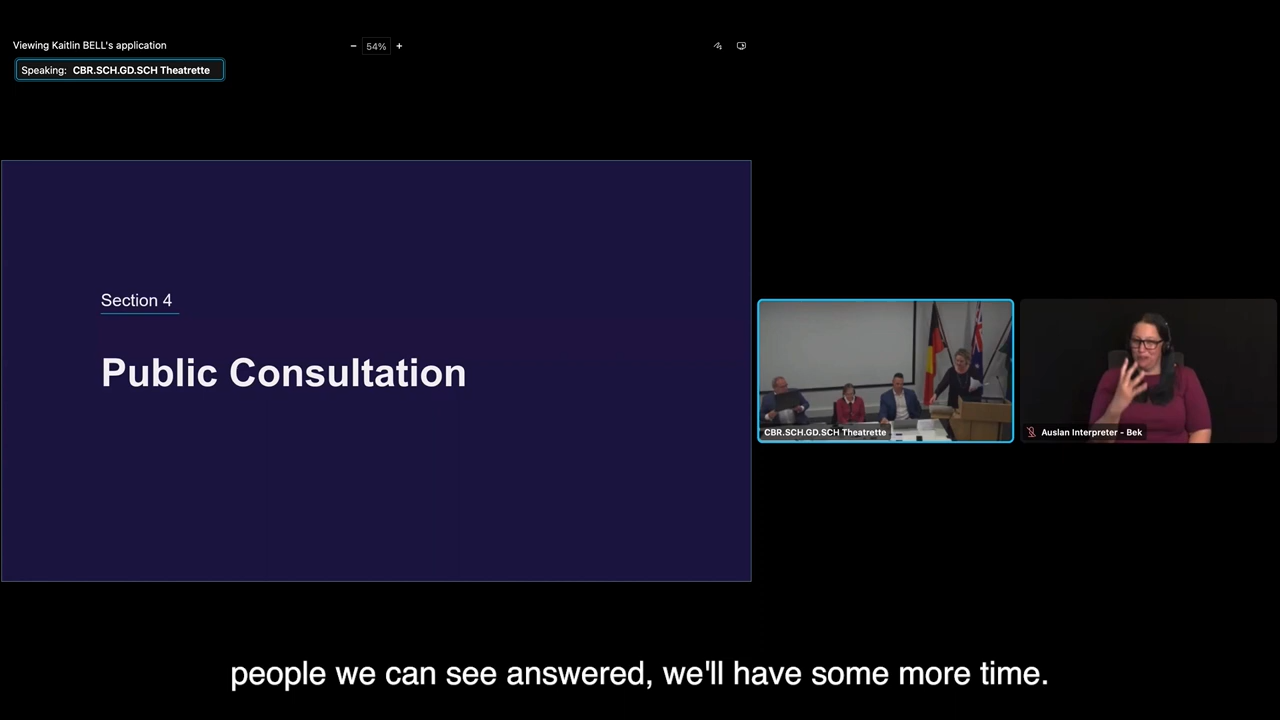 Viewing Kaitlin BELL's application
− 54% +
Speaking: CBR.SCH.GD.SCH Theatrette
Section 4
Public Consultation
CBR.SCH.GD.SCH Theatrette
Auslan Interpreter - Bek
people we can see answered, we'll have some more time.